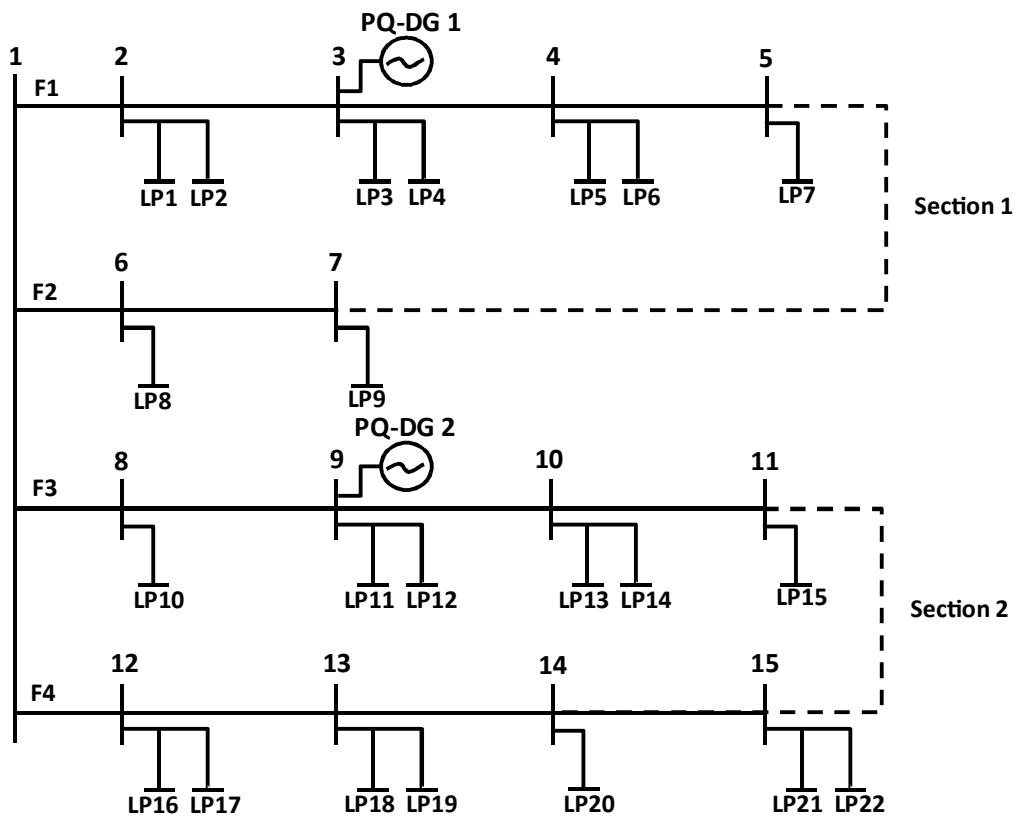 PQ-DG 1
1 2 3 4 5
F1
LP1 LP2 LP3 LP4 LP5 LP6 LP7
Section 1
6 7
F2
LP8 LP9
PQ-DG 2
8 9 10 11
F3
LP10 LP11 LP12 LP13 LP14 LP15
Section 2
12 13 14 15
F4
LP16 LP17 LP18 LP19 LP20 LP21 LP22